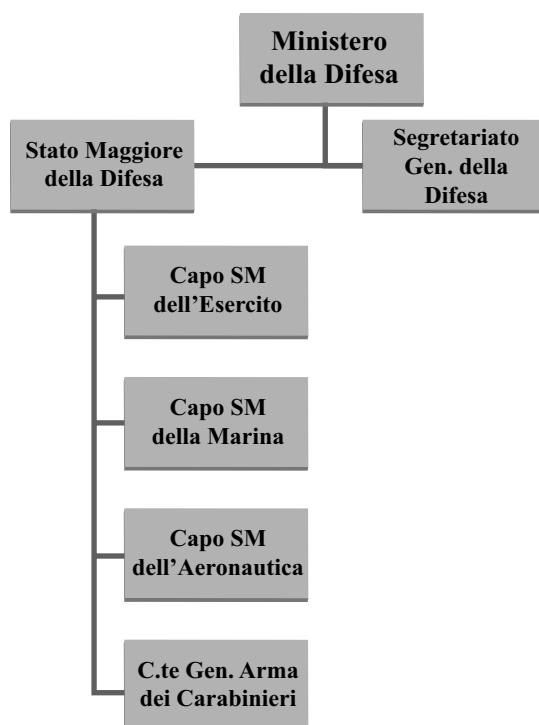 Ministero
della Difesa
Stato Maggiore
della Difesa
Segretariato
Gen. della
Difesa
Capo SM
dell’Esercito
Capo SM
della Marina
Capo SM
dell’Aeronautica
C.te Gen. Arma
dei Carabinieri